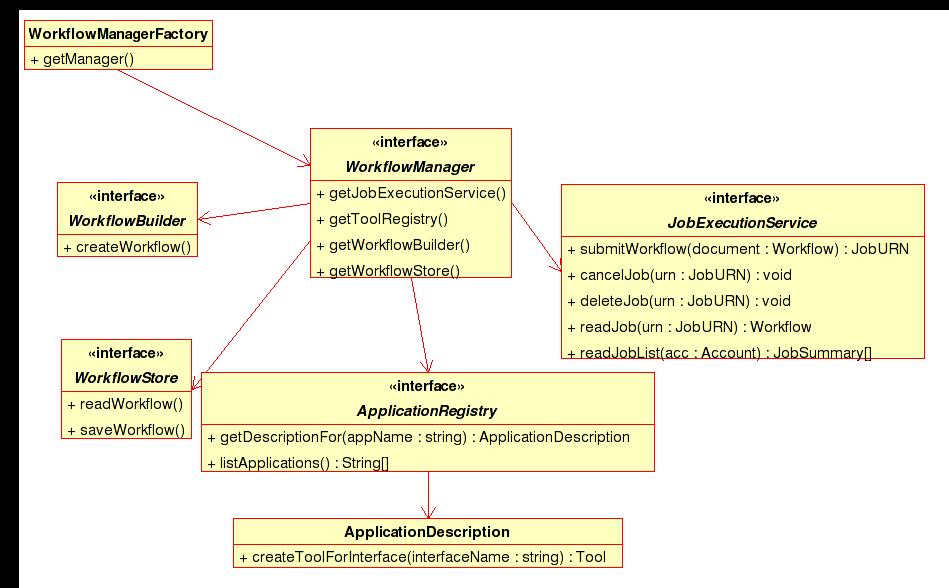 WorkflowManagerFactory
+ getManager()
«interface»
WorkflowManager
+ getJobExecutionService()
+ getToolRegistry()
+ getWorkflowBuilder()
+ getWorkflowStore()
«interface»
WorkflowBuilder
+ createWorkflow()
«interface»
JobExecutionService
+ submitWorkflow(document : Workflow) : JobURN
+ cancelJob(urn : JobURN) : void
+ deleteJob(urn : JobURN) : void
+ readJob(urn : JobURN) : Workflow
+ readJobList(acc : Account) : JobSummary[]
«interface»
WorkflowStore
+ readWorkflow()
+ saveWorkflow()
«interface»
ApplicationRegistry
+ getDescriptionFor(appName : string) : ApplicationDescription
+ listApplications() : String[]
ApplicationDescription
+ createToolForInterface(interfaceName : string) : Tool